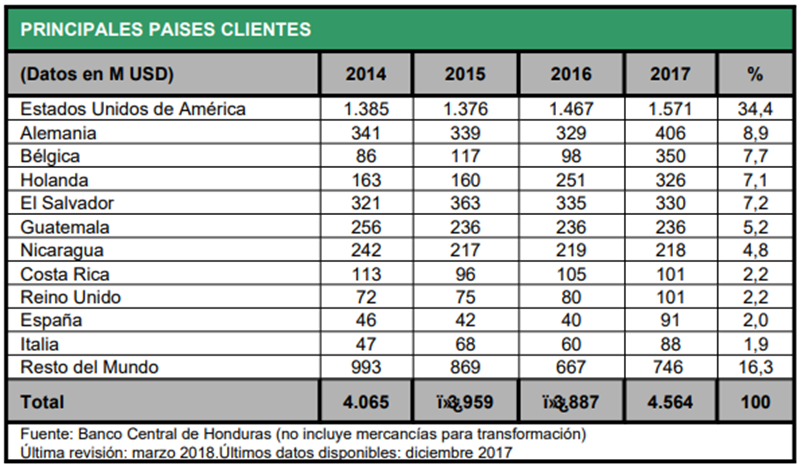 PRINCIPALES PAISES CLIENTES
(Datos en M USD) 2014 2015 2016 2017 %
Estados Unidos de América 1.385 1.376 1.467 1.571 34,4
Alemania 341 339 329 406 8,9
Bélgica 86 117 98 350 7,7
Holanda 163 160 251 326 7,1
El Salvador 321 363 335 330 7,2
Guatemala 256 236 236 236 5,2
Nicaragua 242 217 219 218 4,8
Costa Rica 113 96 105 101 2,2
Reino Unido 72 75 80 101 2,2
España 46 42 40 91 2,0
Italia 47 68 60 88 1,9
Resto del Mundo 993 869 667 746 16,3
Total 4.065 3.959 3.887 4.564 100
Fuente: Banco Central de Honduras (no incluye mercancías para transformación)
Última revisión: marzo 2018.Últimos datos disponibles: diciembre 2017